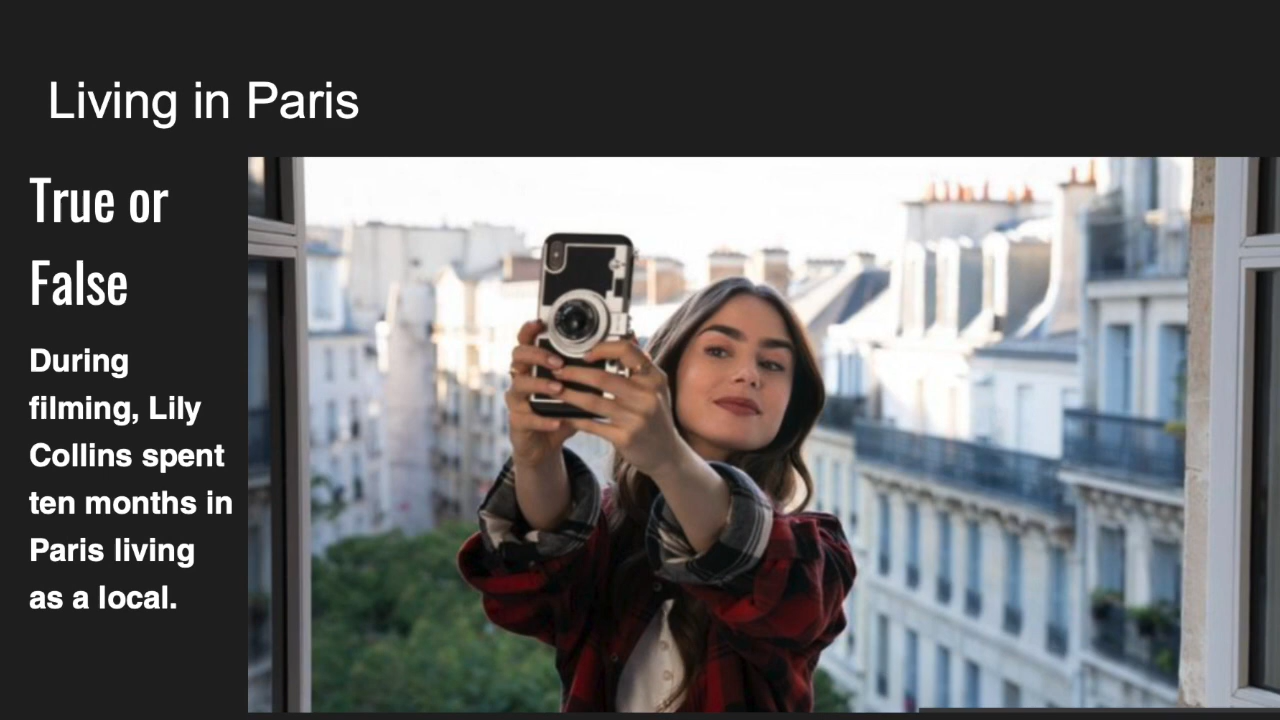 Living in Paris
True or
False
During
filming, Lily
Collins spent
ten months in
Paris living
as a local.